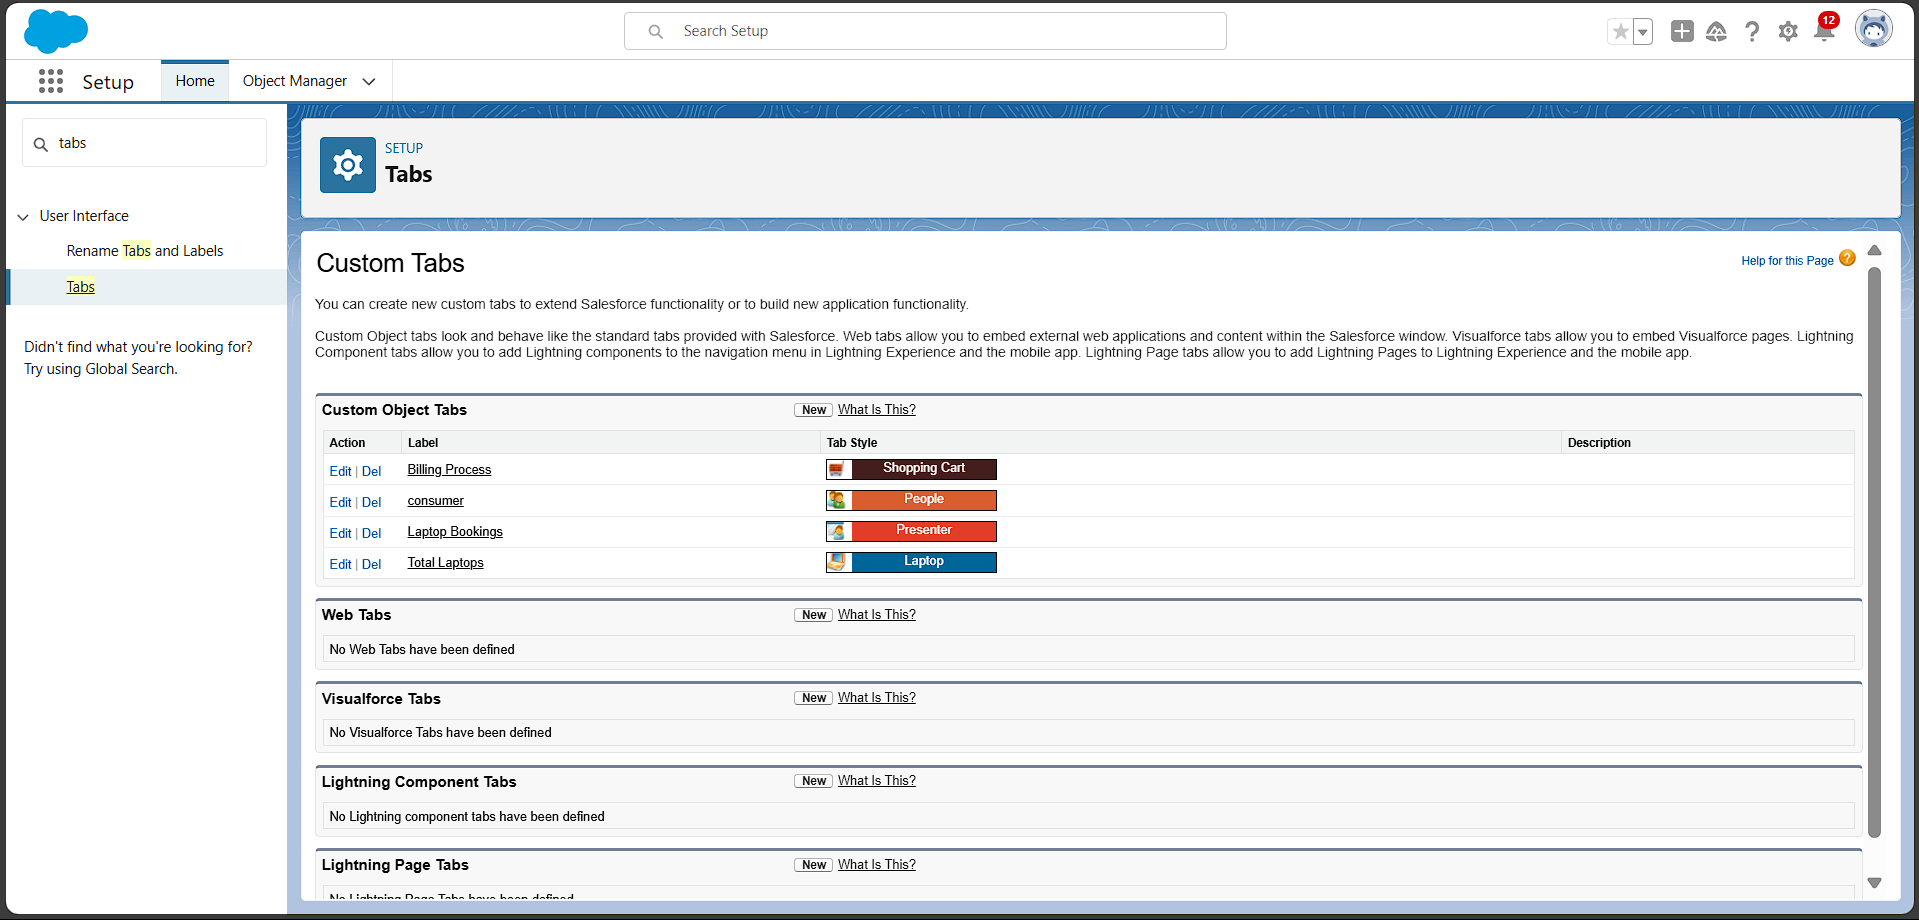 Search Setup
12
Setup
Home
Object Manager
tabs
User Interface
Rename Tabs and Labels
Tabs
Didn't find what you're looking for?
Try using Global Search.
SETUP
Tabs
Custom Tabs
Help for this Page ?
You can create new custom tabs to extend Salesforce functionality or to build new application functionality.
Custom Object tabs look and behave like the standard tabs provided with Salesforce. Web tabs allow you to embed external web applications and content within the Salesforce window. Visualforce tabs allow you to embed Visualforce pages. Lightning
Component tabs allow you to add Lightning components to the navigation menu in Lightning Experience and the mobile app. Lightning Page tabs allow you to add Lightning Pages to Lightning Experience and the mobile app.
Custom Object Tabs New What Is This?
Action Label Tab Style Description
Edit | Del Billing Process Shopping Cart
Edit | Del consumer People
Edit | Del Laptop Bookings Presenter
Edit | Del Total Laptops Laptop
Web Tabs New What Is This?
No Web Tabs have been defined
Visualforce Tabs New What Is This?
No Visualforce Tabs have been defined
Lightning Component Tabs New What Is This?
No Lightning component tabs have been defined
Lightning Page Tabs New What Is This?
No Lightning Page Tabs have been defined